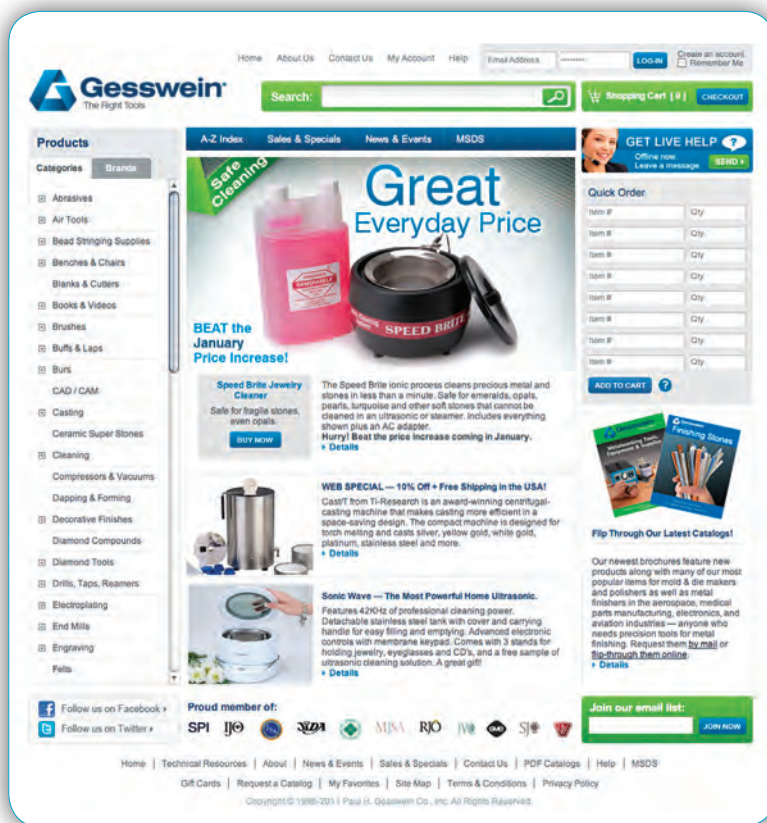 Home About Us Contact Us My Account Help Email Address ******** LOG-IN Create an account
Remember Me
Gesswein®
The Right Tools
Search:
Shopping Cart [ 0 ] CHECKOUT
Products
Categories Brands
Abrasives
Air Tools
Bead Stringing Supplies
Benches & Chairs
Blanks & Cutters
Books & Videos
Brushes
Buffs & Laps
Burs
CAD / CAM
Casting
Ceramic Super Stones
Cleaning
Compressors & Vacuums
Dapping & Forming
Decorative Finishes
Diamond Compounds
Diamond Tools
Drills, Taps, Reamers
Electroplating
End Mills
Engraving
Felts
A-Z Index Sales & Specials News & Events MSDS
Safe
Cleaning
Great
Everyday Price
SPEED BRITE
BEAT the
January
Price Increase!
Speed Brite Jewelry
Cleaner
Safe for fragile stones,
even opals.
BUY NOW
The Speed Brite ionic process cleans precious metal and
stones in less than a minute. Safe for emeralds, opals,
pearls, turquoise and other soft stones that cannot be
cleaned in an ultrasonic or steamer. Includes everything
shown plus an AC adapter.
Hurry! Beat the price increase coming in January.
Details
WEB SPECIAL — 10% Off + Free Shipping in the USA!
Cast/T from Ti-Research is an award-winning centrifugal-
casting machine that makes casting more efficient in a
space-saving design. The compact machine is designed for
torch melting and casts silver, yellow gold, white gold,
platinum, stainless steel and more.
Details
Sonic Wave — The Most Powerful Home Ultrasonic.
Features 42KHz of professional cleaning power.
Detachable stainless steel tank with cover and carrying
handle for easy filling and emptying. Advanced electronic
controls with membrane keypad. Comes with 3 stands for
holding jewelry, eyeglasses and CD's, and a free sample of
ultrasonic cleaning solution. A great gift!
Details
GET LIVE HELP ?
Offline now.
Leave a message. SEND
Quick Order
Item # Qty
Item # Qty
Item # Qty
Item # Qty
Item # Qty
Item # Qty
Item # Qty
Item # Qty
ADD TO CART ?
Gesswein
Metalworking Tools,
Equipment & Supplies
Gesswein
Finishing Stones
Flip Through Our Latest Catalogs!
Our newest brochures feature new
products along with many of our most
popular items for mold & die makers
and polishers as well as metal
finishers in the aerospace, medical
parts manufacturing, electronics, and
aviation industries — anyone who
needs precision tools for metal
finishing. Request them by mail or
flip-through them online.
Details
Follow us on Facebook
Follow us on Twitter
Proud member of:
SPI IJO MJSA RJO
Join our email list:
JOIN NOW
Home | Technical Resources | About | News & Events | Sales & Specials | Contact Us | PDF Catalogs | Help | MSDS
Gift Cards | Request a Catalog | My Favorites | Site Map | Terms & Conditions | Privacy Policy
Copyright © 1996-2011 Paul H. Gesswein Co., Inc. All Rights Reserved.